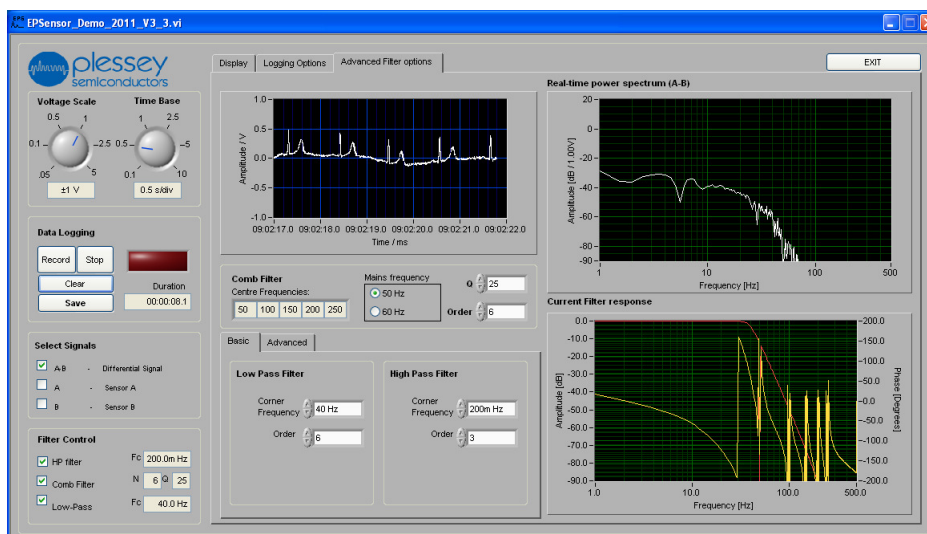 EPSensor_Demo_2011_V3_3.vi
plessey
semiconductors
Display
Logging Options
Advanced Filter options
EXIT
Voltage Scale
Time Base
0.5
1
0.1
2.5
.05
5
±1 V
1
2.5
0.5
5
0.1
10
0.5 s/div
Data Logging
Record
Stop
Clear
Save
Duration
00:00:08.1
Select Signals
A-B - Differential Signal
A - Sensor A
B - Sensor B
Filter Control
HP filter
Fc 200.0m Hz
Comb Filter
N 6 Q 25
Low-Pass
Fc 40.0 Hz
Amplitude / V
1.0
0.5
0.0
-0.5
-1.0
09:02:17.0 09:02:18.0 09:02:19.0 09:02:20.0 09:02:21.0 09:02:22.0
Time / ms
Comb Filter
Centre Frequencies:
50 100 150 200 250
Mains frequency
50 Hz
60 Hz
Q 25
Order 6
Basic
Advanced
Low Pass Filter
Corner
Frequency 40 Hz
Order 6
High Pass Filter
Corner
Frequency 200m Hz
Order 3
Real-time power spectrum (A-B)
Amplitude [dB / 1.00V]
20
0
-20
-40
-60
-80
-90
1 10 100 500
Frequency [Hz]
Current Filter response
Amplitude [dB]
0.0
-10.0
-20.0
-30.0
-40.0
-50.0
-60.0
-70.0
-80.0
-90.0
1.0 10.0 100.0 500.0
Frequency [Hz]
200.0
150.0
100.0
50.0
0.0
-50.0
-100.0
-150.0
-200.0
Phase [Degrees]